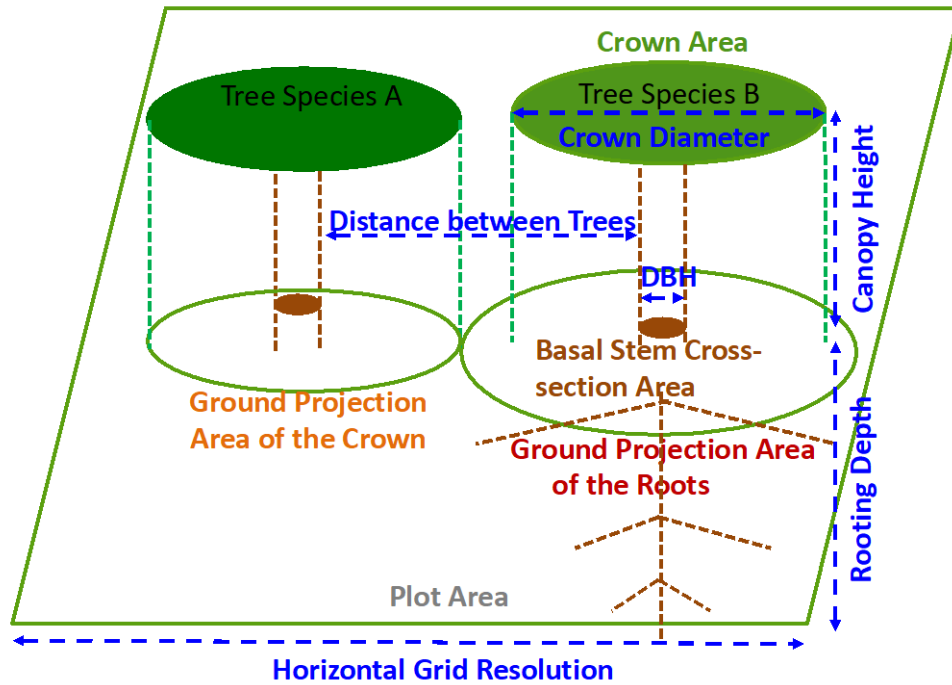 Crown Area
Tree Species A
Tree Species B
Crown Diameter
Canopy Height
Distance between Trees
DBH
Basal Stem Cross-
section Area
Ground Projection
Area of the Crown
Ground Projection Area
of the Roots
Rooting Depth
Plot Area
Horizontal Grid Resolution